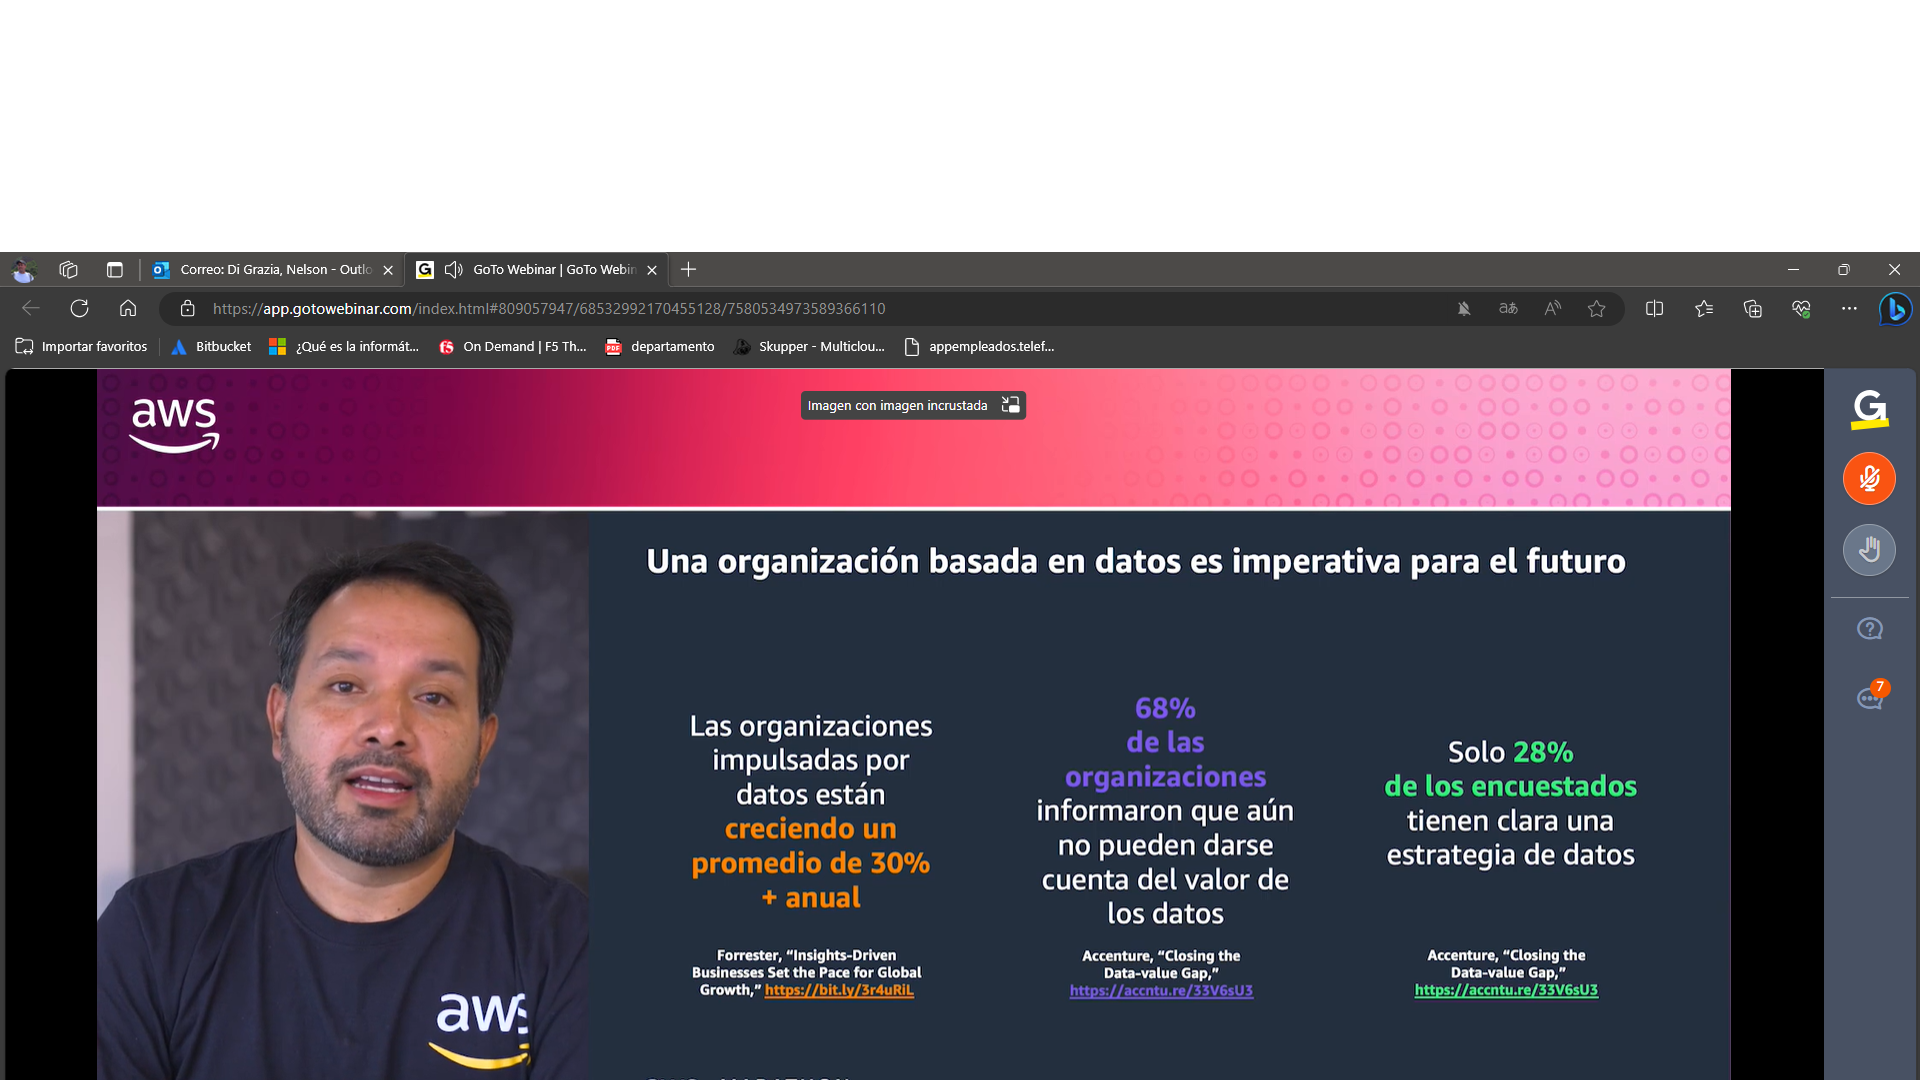 Correo: Di Grazia, Nelson - Outlo
GoTo Webinar | GoTo Webin
https://app.gotowebinar.com/index.html#809057947/68532992170455128/7580534973589366110
Importar favoritos
Bitbucket
¿Qué es la informát...
On Demand | F5 Th...
departamento
Skupper - Multiclou...
appempleados.telef...
aws
Imagen con imagen incrustada
G
7
Una organización basada en datos es imperativa para el futuro
Las organizaciones
impulsadas por
datos están
creciendo un
promedio de 30%
+ anual
Forrester, “Insights-Driven
Businesses Set the Pace for Global
Growth,” https://bit.ly/3r4uRiL
68%
de las
organizaciones
informaron que aún
no pueden darse
cuenta del valor de
los datos
Accenture, “Closing the
Data-value Gap,”
https://accntu.re/33V6sU3
Solo 28%
de los encuestados
tienen clara una
estrategia de datos
Accenture, “Closing the
Data-value Gap,”
https://accntu.re/33V6sU3
aws